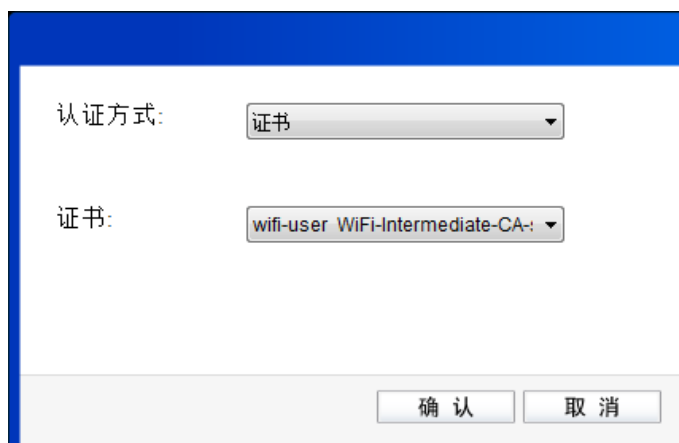 认证方式: 证书
证书: wifi-user WiFi-Intermediate-CA-
确 认 取 消